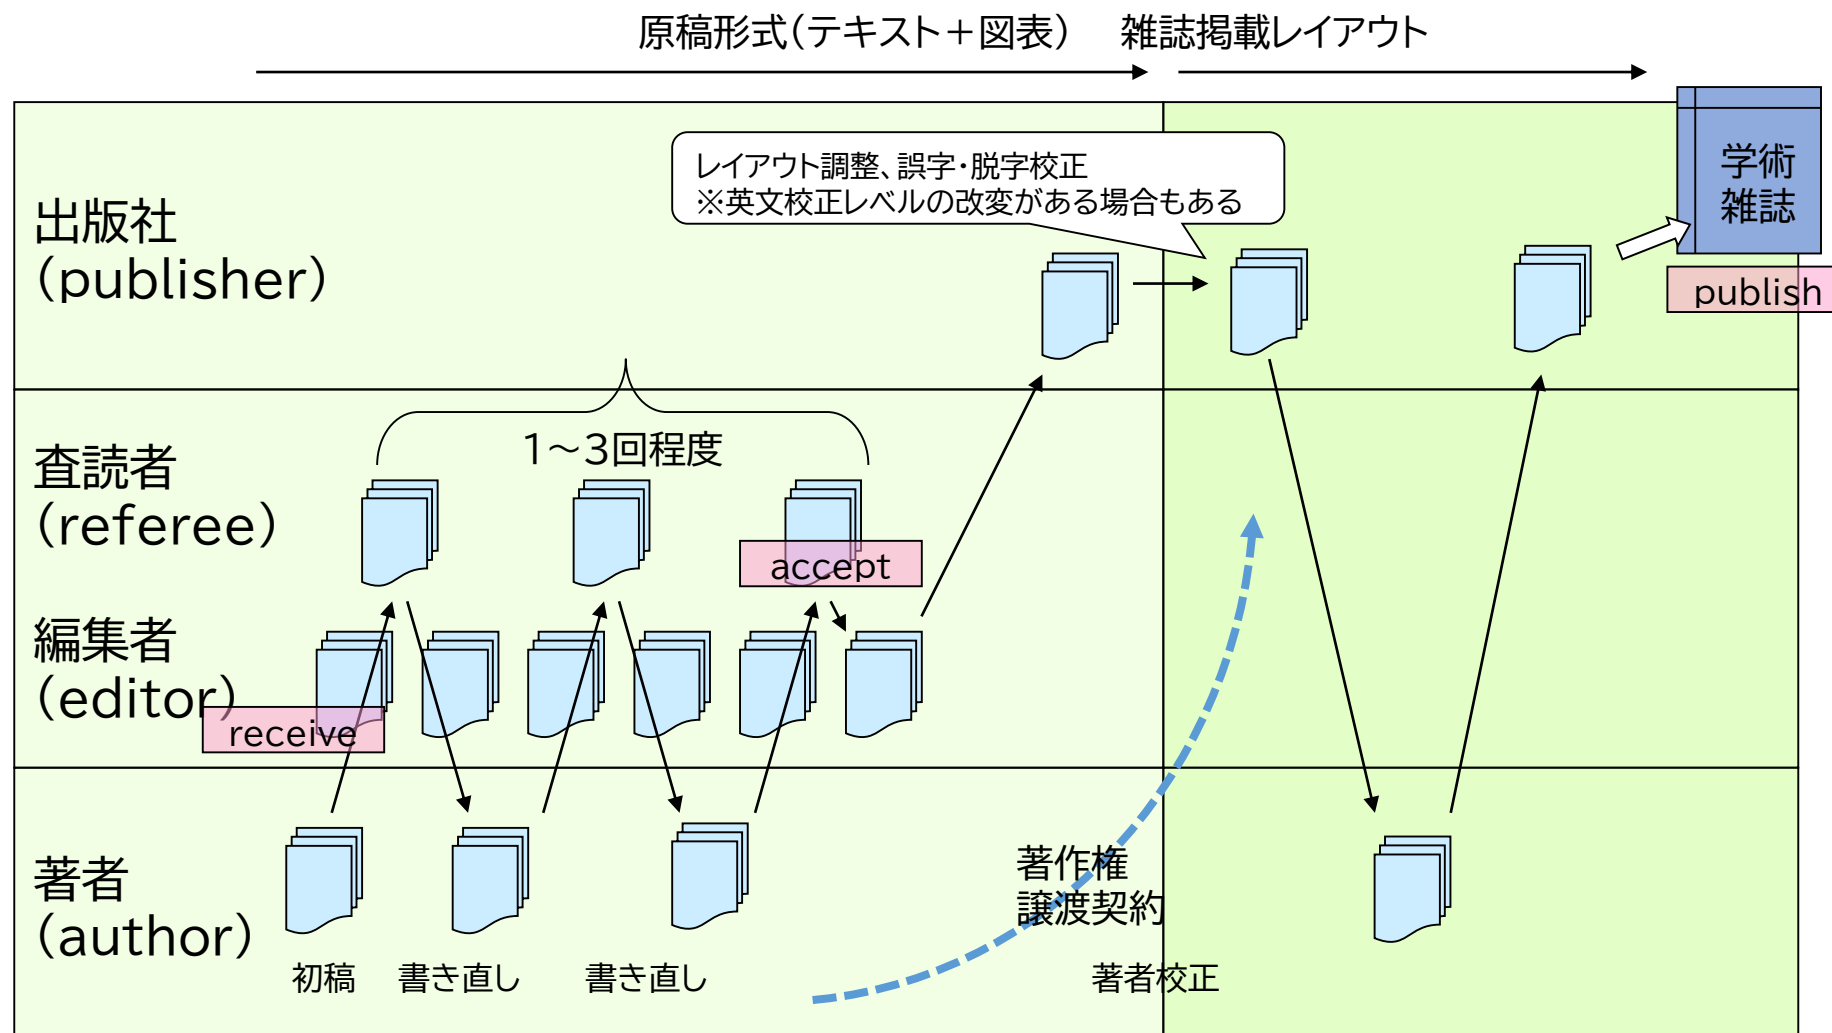 原稿形式（テキスト＋図表）　雑誌掲載レイアウト
レイアウト調整、誤字・脱字校正
※英文校正レベルの改変がある場合もある
学術
雑誌
publish
出版社
（publisher）
１～３回程度
査読者
（referee）
accept
編集者
（editor）
receive
著者
（author）
著作権
譲渡契約
初稿
書き直し
書き直し
著者校正